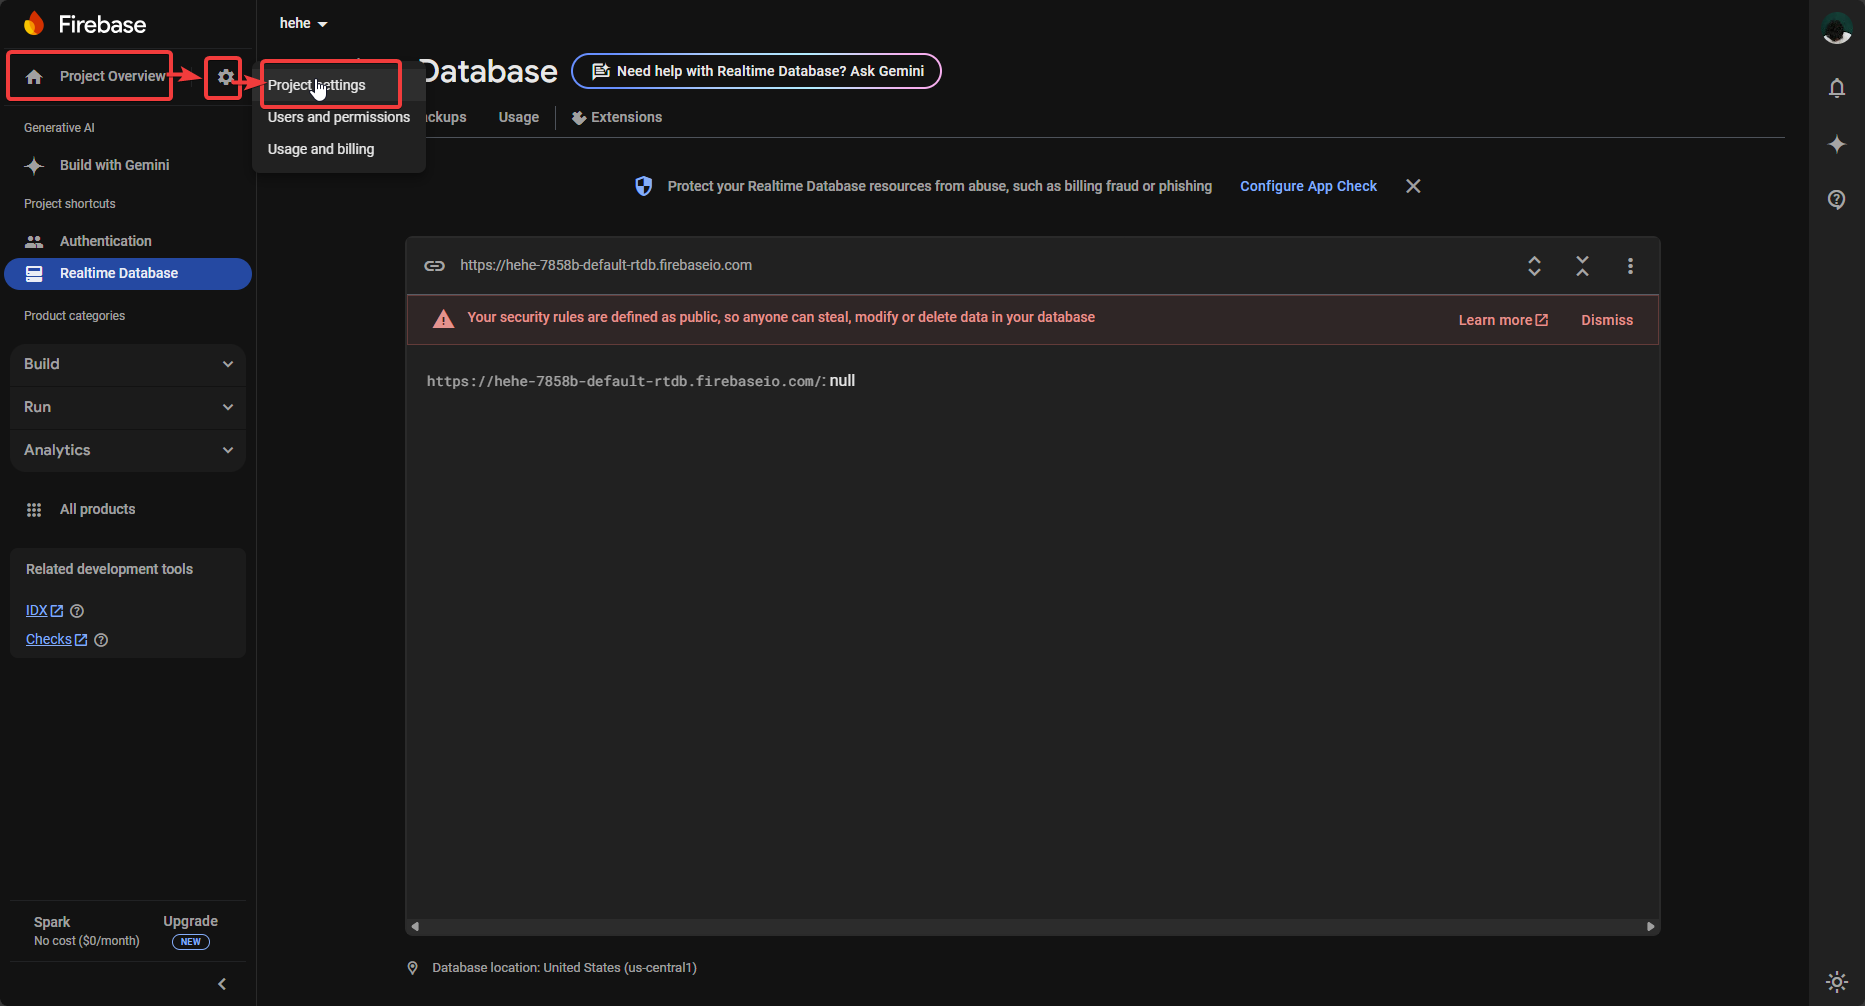 Firebase
hehe
Project Overview
Project settings
Users and permissions
Usage and billing
Database
Need help with Realtime Database? Ask Gemini
ckups
Usage
Extensions
Generative AI
Build with Gemini
Project shortcuts
Authentication
Realtime Database
Product categories
Build
Run
Analytics
All products
Related development tools
IDX
Checks
Spark
No cost ($0/month)
Upgrade
NEW
Protect your Realtime Database resources from abuse, such as billing fraud or phishing
Configure App Check
https://hehe-7858b-default-rtdb.firebaseio.com
Your security rules are defined as public, so anyone can steal, modify or delete data in your database
Learn more
Dismiss
https://hehe-7858b-default-rtdb.firebaseio.com/: null
Database location: United States (us-central1)